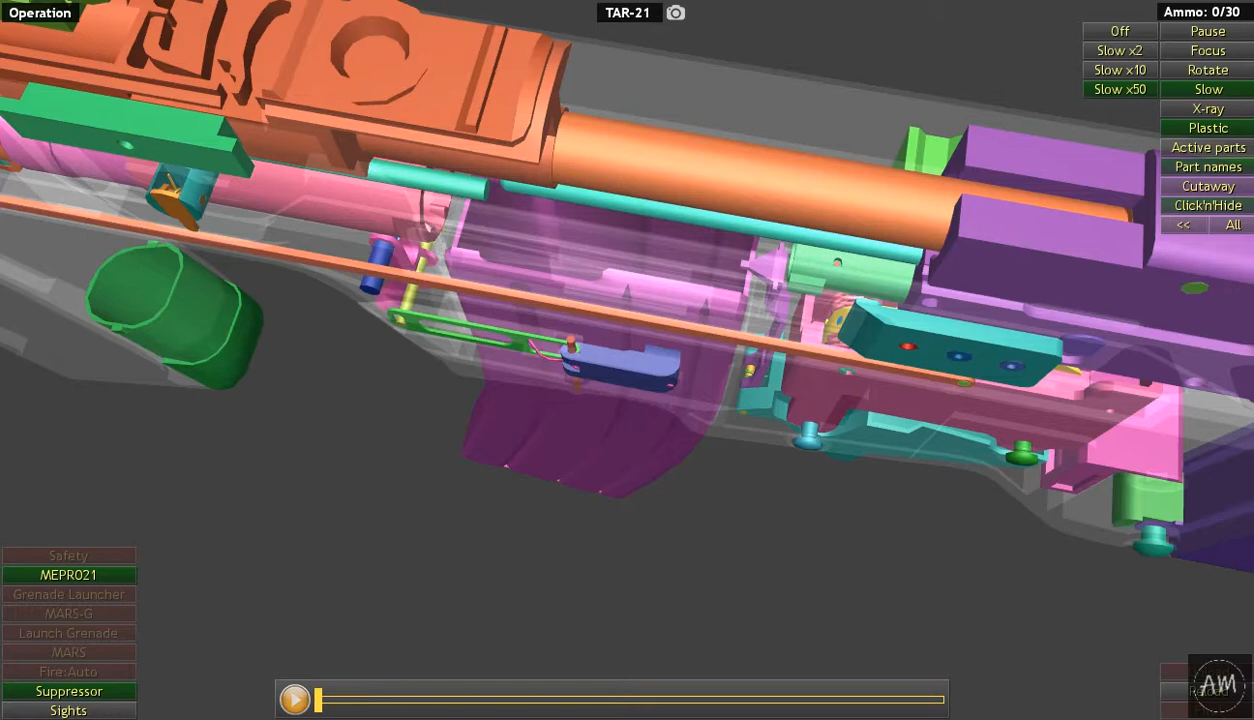 Operation
TAR-21
Ammo: 0/30
Off
Pause
Slow x2
Focus
Slow x10
Rotate
Slow x50
Slow
X-ray
Plastic
Active parts
Part names
Cutaway
Click'n'Hide
<< All
Safety
MEPRO21
Grenade Launcher
MARS-G
Launch Grenade
MARS
Fire:Auto
Suppressor
Sights
Reload
AM